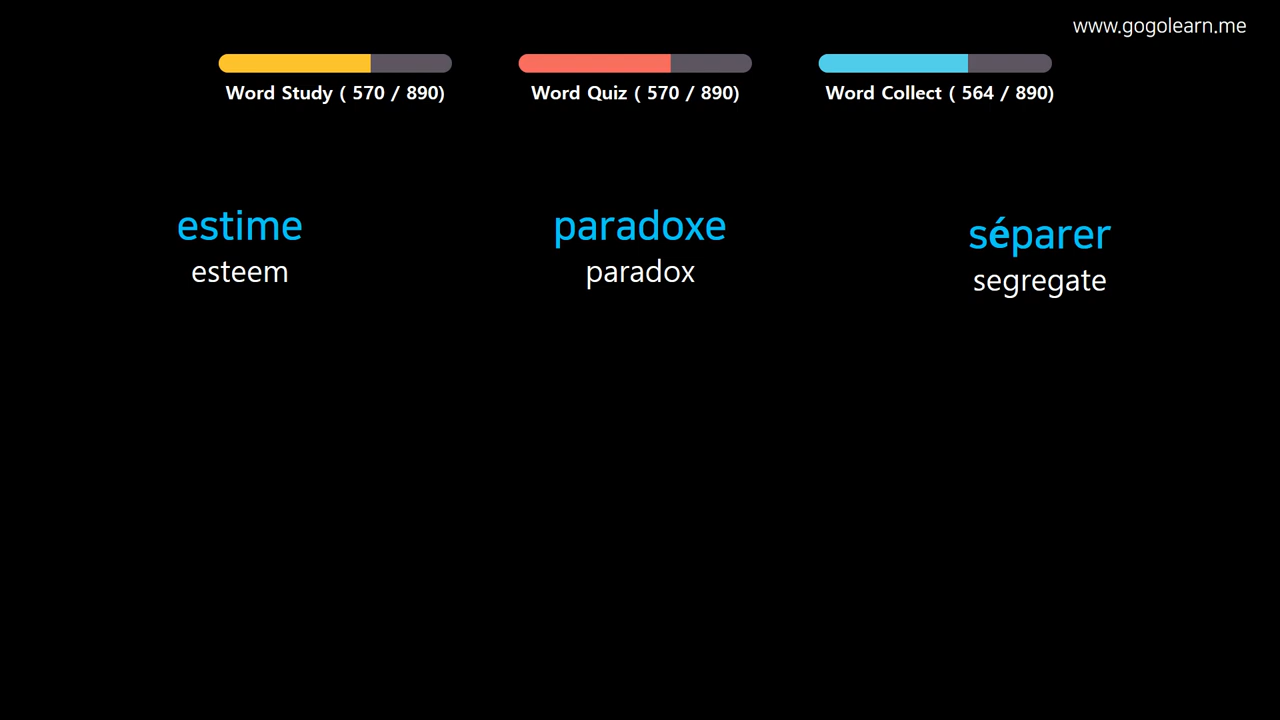 www.gogolearn.me
Word Study ( 570 / 890)
Word Quiz ( 570 / 890)
Word Collect ( 564 / 890)
estime
esteem
paradoxe
paradox
séparer
segregate